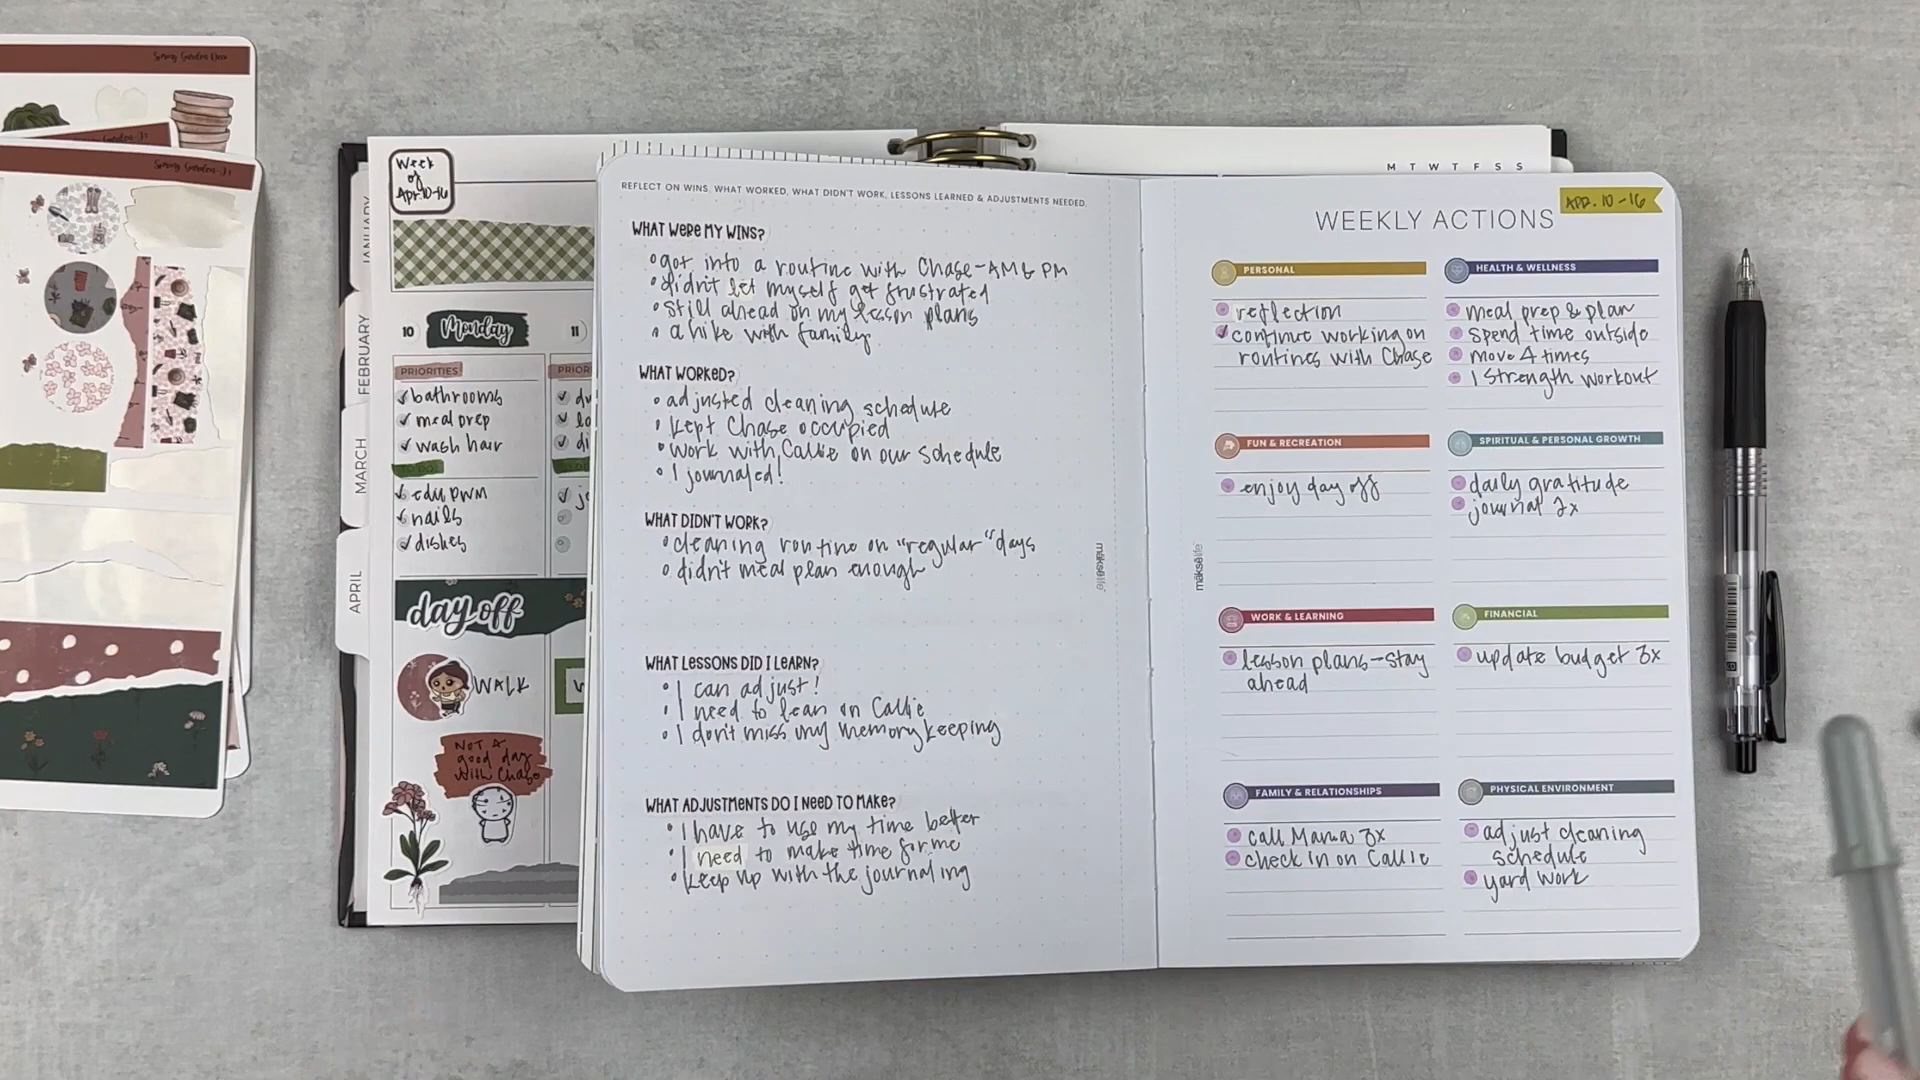 Spring Garden Deco
Spring Garden-J1
Week
of
Apr.10-16
JANUARY
FEBRUARY
MARCH
APRIL
10
Monday
11
PRIORITIES
bathrooms
meal prep
wash hair
edit PWM
nails
dishes
day off
WALK
NOT A
good day
with Chase
REFLECT ON WINS, WHAT WORKED, WHAT DIDN'T WORK, LESSONS LEARNED & ADJUSTMENTS NEEDED.
WHAT WERE MY WINS?
got into a routine with Chase-AM & PM
didn't let myself get frustrated
still ahead on my lesson plans
a hike with family
WHAT WORKED?
adjusted cleaning schedule
kept Chase occupied
work with Callie on our schedule
I journaled!
WHAT DIDN'T WORK?
cleaning routine on "regular" days
didn't meal plan enough
WHAT LESSONS DID I LEARN?
I can adjust!
I need to lean on Callie
I don't miss my memory keeping
WHAT ADJUSTMENTS DO I NEED TO MAKE?
I have to use my time better
I need to make time for me
keep up with the journaling
mäksēlife
M T W T F S S
APR. 10-16
WEEKLY ACTIONS
PERSONAL
reflection
continue working on
routines with Chase
HEALTH & WELLNESS
meal prep & plan
spend time outside
move 4 times
1 strength workout
FUN & RECREATION
enjoy day off
SPIRITUAL & PERSONAL GROWTH
daily gratitude
journal 2x
mäksēlife
WORK & LEARNING
lesson plans-stay
ahead
FINANCIAL
update budget 3x
FAMILY & RELATIONSHIPS
call Mama 3x
check in on Callie
PHYSICAL ENVIRONMENT
adjust cleaning
schedule
yard work